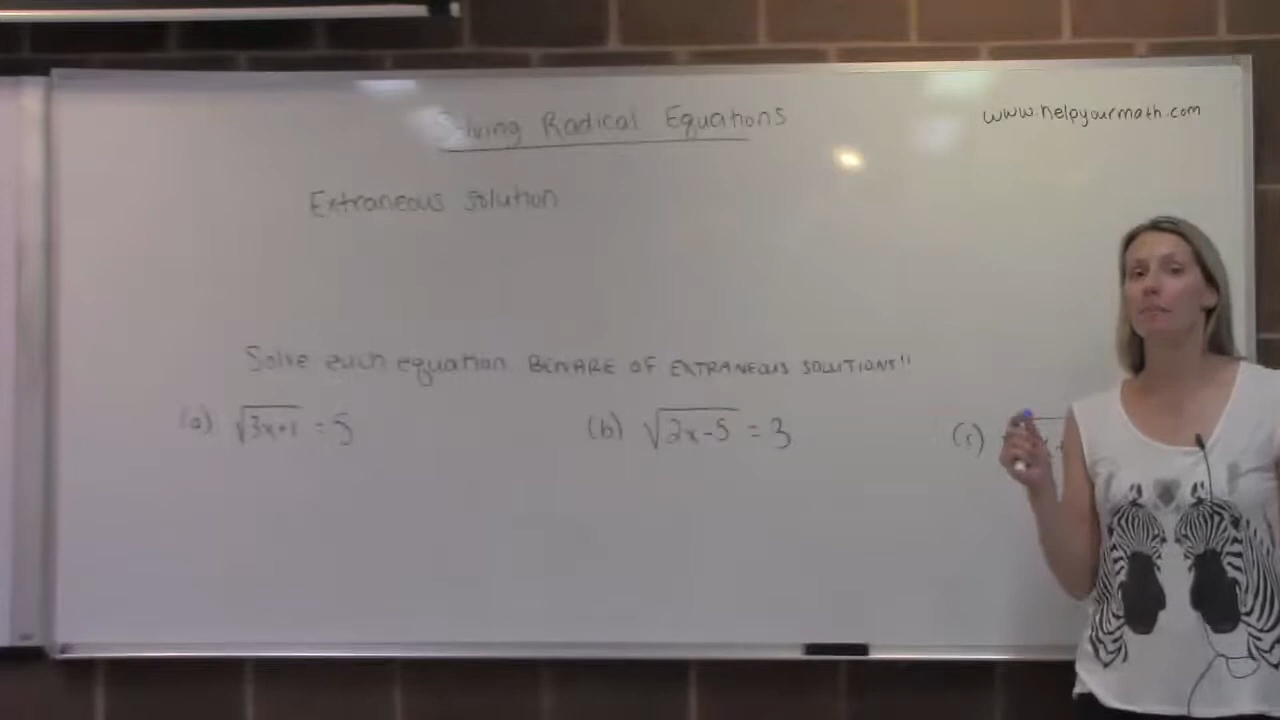 Solving Radical Equations
www.helpyourmath.com
Extraneous solution
Solve each equation. BEWARE OF EXTRANEOUS SOLUTIONS!!
(a) √3x+1 = 5
(b) √2x-5 = 3
(c)